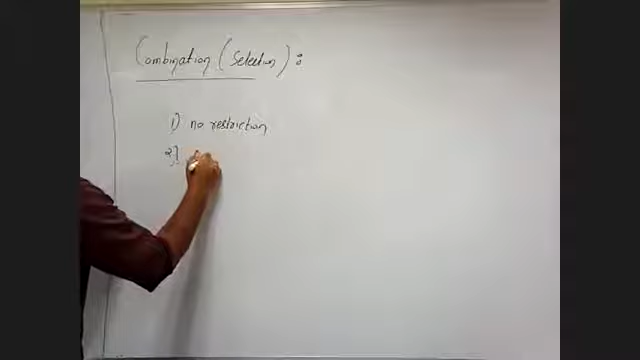 Combination (Selection) :
1) no restriction
2)